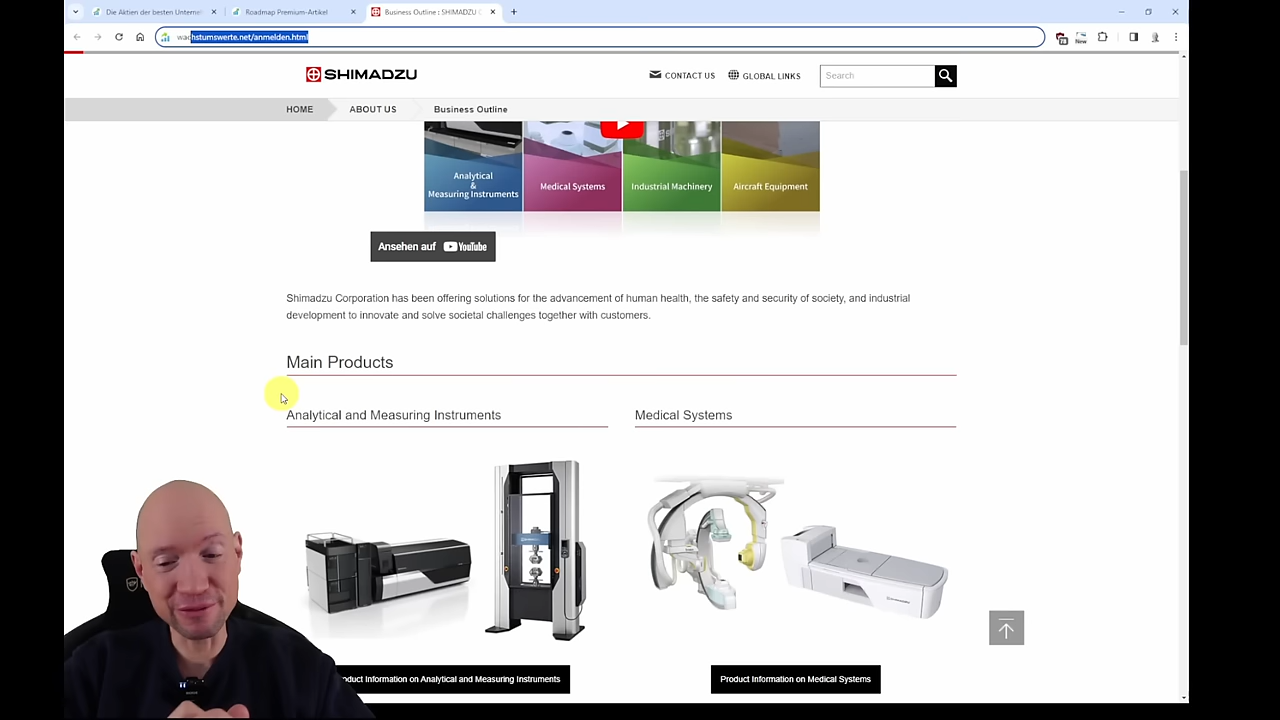 Die Aktien der besten Unterne
Roadmap Premium-Artikel
Business Outline : SHIMADZU C
wachstumswerte.net/anmelden.html
SHIMADZU
CONTACT US
GLOBAL LINKS
Search
HOME
ABOUT US
Business Outline
Analytical
&
Measuring Instruments
Medical Systems
Industrial Machinery
Aircraft Equipment
Ansehen auf YouTube
Shimadzu Corporation has been offering solutions for the advancement of human health, the safety and security of society, and industrial
development to innovate and solve societal challenges together with customers.
Main Products
Analytical and Measuring Instruments
Medical Systems
oduct Information on Analytical and Measuring Instruments
Product Information on Medical Systems